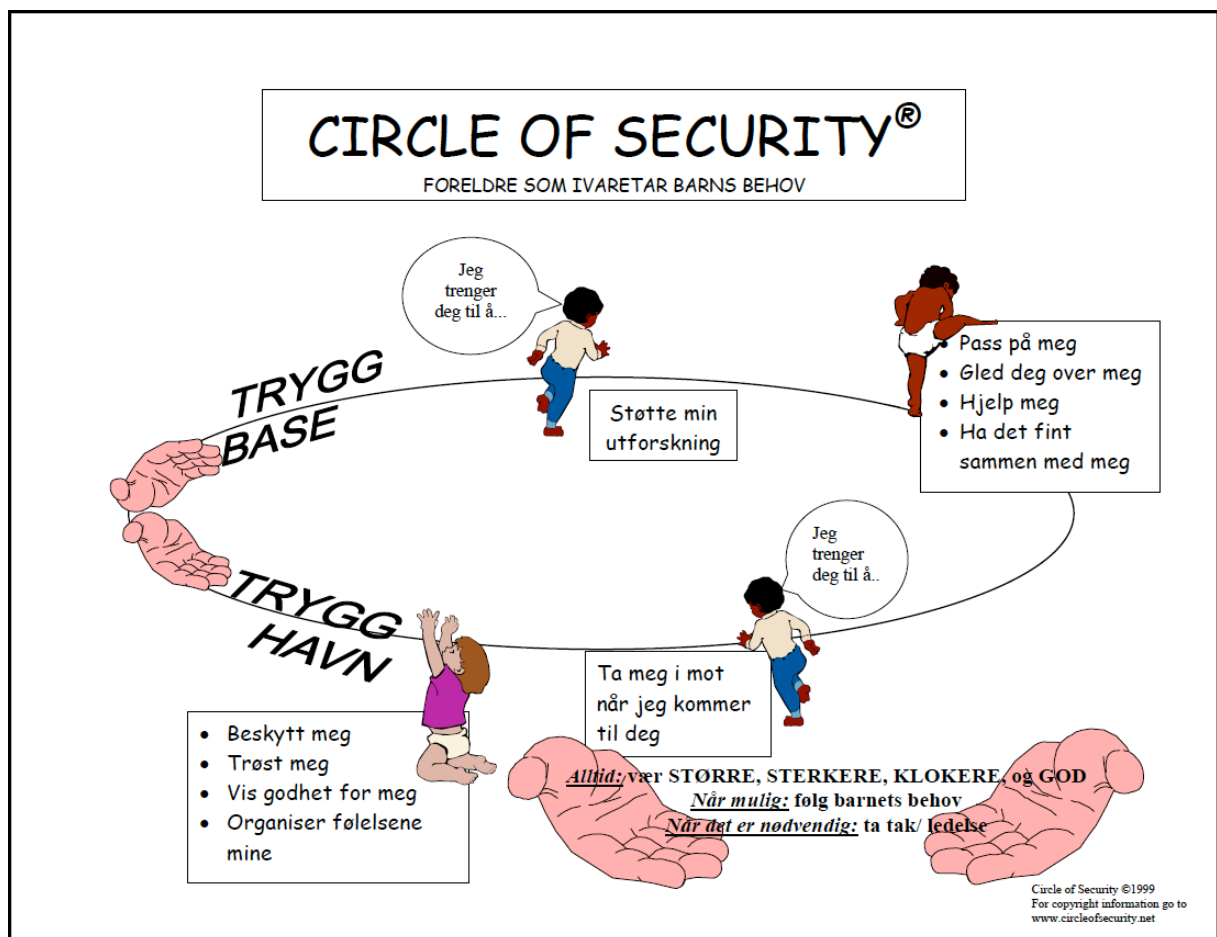 CIRCLE OF SECURITY®
FORELDRE SOM IVARETAR BARNS BEHOV
Jeg
trenger
deg til å...
TRYGG
BASE
Støtte min
utforskning
• Pass på meg
• Gled deg over meg
• Hjelp meg
• Ha det fint
sammen med meg
Jeg
trenger
deg til å..
TRYGG
HAVN
Ta meg i mot
når jeg kommer
til deg
• Beskytt meg
• Trøst meg
• Vis godhet for meg
• Organiser følelsene
mine
Alltid: vær STØRRE, STERKERE, KLOKERE, og GOD
Når mulig: følg barnets behov
Når det er nødvendig: ta tak/ ledelse
Circle of Security ©1999
For copyright information go to
www.circleofsecurity.net